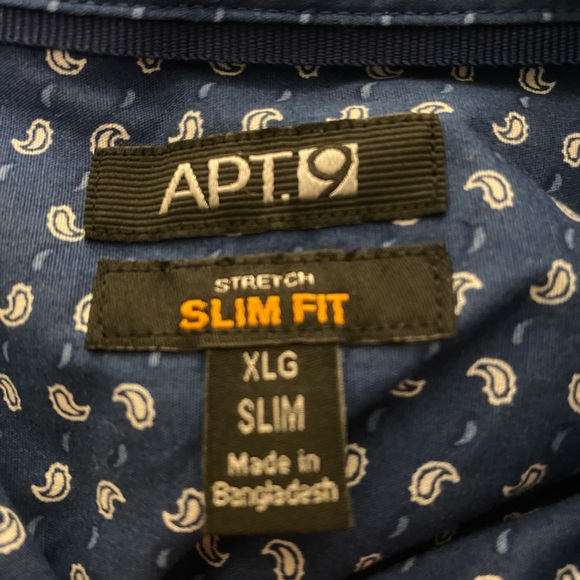 APT.9
STRETCH
SLIM FIT
XLG
SLIM
Made in
Bangladesh